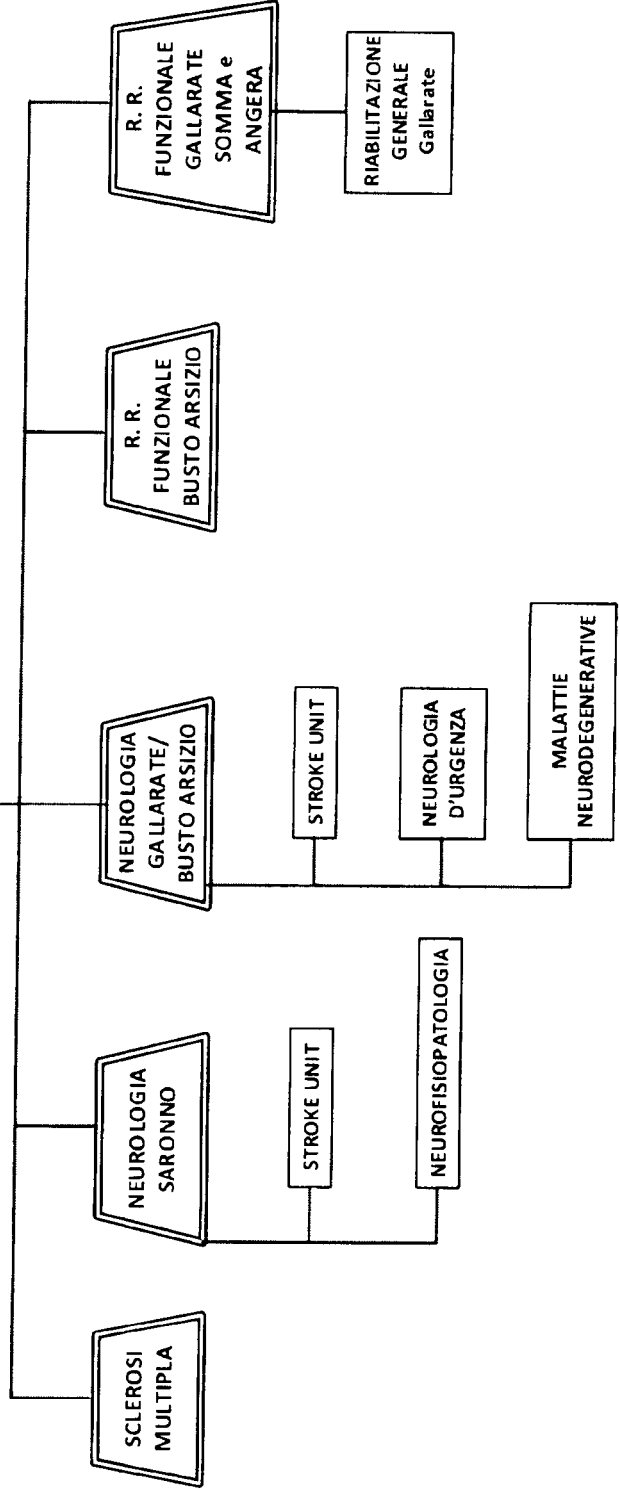 SCLEROSI
MULTIPLA
NEUROLOGIA
SARONNO
STROKE UNIT
NEUROFISIOPATOLOGIA
NEUROLOGIA
GALLARATE/
BUSTO ARSIZIO
STROKE UNIT
NEUROLOGIA
D'URGENZA
MALATTIE
NEURODEGENERATIVE
R. R.
FUNZIONALE
BUSTO ARSIZIO
R. R.
FUNZIONALE
GALLARATE
SOMMA e
ANGERA
RIABILITAZIONE
GENERALE
Gallarate